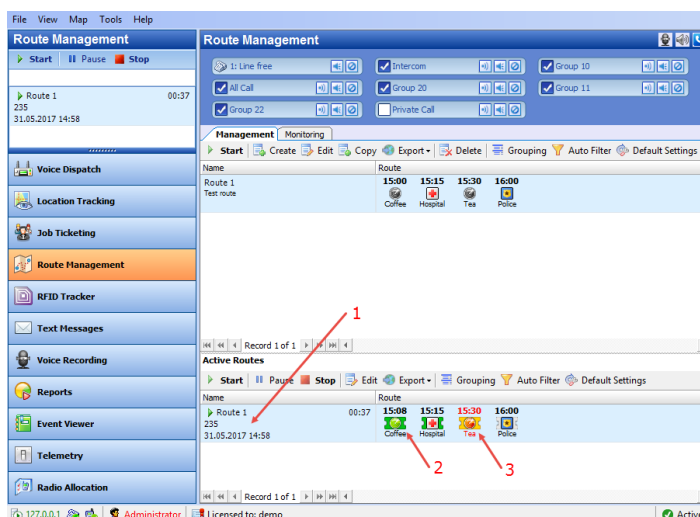 File View Map Tools Help
Route Management
Start Pause Stop
Route 1 00:37
235
31.05.2017 14:58
Voice Dispatch
Location Tracking
Job Ticketing
Route Management
RFID Tracker
Text Messages
Voice Recording
Reports
Event Viewer
Telemetry
Radio Allocation
Route Management
1: Line free Intercom Group 10
All Call Group 20 Group 11
Group 22 Private Call
Management Monitoring
Start Create Edit Copy Export Delete Grouping Auto Filter Default Settings
Name Route
Route 1 15:00 15:15 15:30 16:00
Test route
Coffee Hospital Tea Police
1
Record 1 of 1
Active Routes
Start Pause Stop Edit Export Grouping Auto Filter Default Settings
Name Route
Route 1 00:37 15:08 15:15 15:30 16:00
235
Coffee Hospital Tea Police
31.05.2017 14:58
2 3
Record 1 of 1
127.0.0.1 Administrator Licensed to: demo